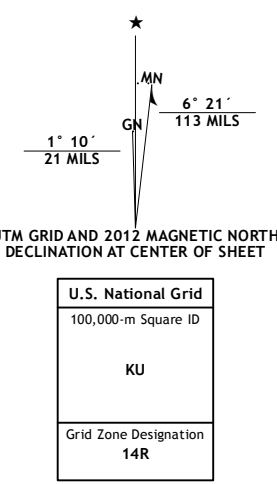 ★
MN
GN
6° 21´
113 MILS
1° 10´
21 MILS
UTM GRID AND 2012 MAGNETIC NORTH
DECLINATION AT CENTER OF SHEET
U.S. National Grid
100,000-m Square ID
KU
Grid Zone Designation
14R